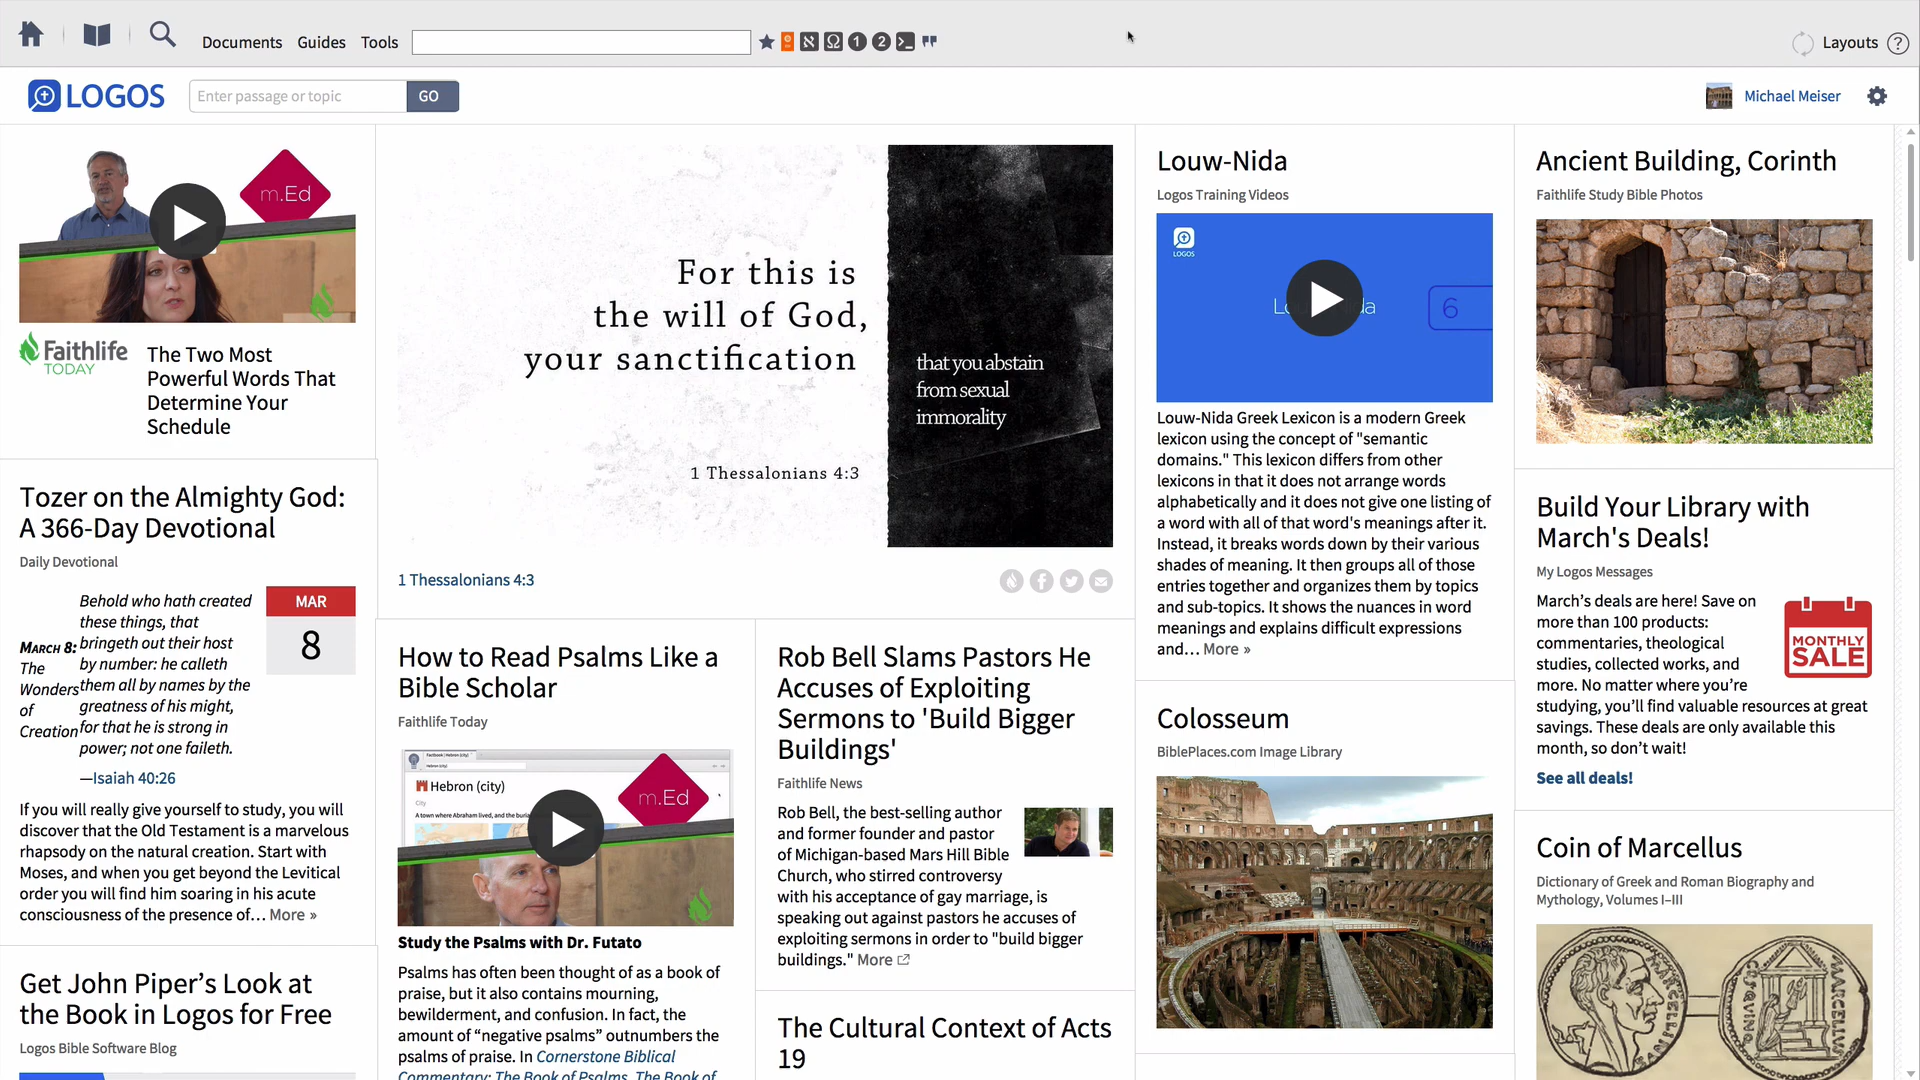 Documents Guides Tools
Layouts
LOGOS
Enter passage or topic
GO
Michael Meiser
m.Ed
Faithlife
TODAY
The Two Most
Powerful Words That
Determine Your
Schedule
Tozer on the Almighty God:
A 366-Day Devotional
Daily Devotional
MARCH 8:
The
Wonders
of
Creation
Behold who hath created
these things, that
bringeth out their host
by number: he calleth
them all by names by the
greatness of his might,
for that he is strong in
power; not one faileth.
—Isaiah 40:26
MAR
8
If you will really give yourself to study, you will
discover that the Old Testament is a marvelous
rhapsody on the natural creation. Start with
Moses, and when you get beyond the Levitical
order you will find him soaring in his acute
consciousness of the presence of… More »
Get John Piper’s Look at
the Book in Logos for Free
Logos Bible Software Blog
For this is
the will of God,
your sanctification
that you abstain
from sexual
immorality
1 Thessalonians 4:3
1 Thessalonians 4:3
How to Read Psalms Like a
Bible Scholar
Faithlife Today
Hebron (city)
City
m.Ed
Study the Psalms with Dr. Futato
Psalms has often been thought of as a book of
praise, but it also contains mourning,
bewilderment, and confusion. In fact, the
amount of “negative psalms” outnumbers the
psalms of praise. In Cornerstone Biblical
Commentary: The Book of Psalms, The Book of
Rob Bell Slams Pastors He
Accuses of Exploiting
Sermons to 'Build Bigger
Buildings'
Faithlife News
Rob Bell, the best-selling author
and former founder and pastor
of Michigan-based Mars Hill Bible
Church, who stirred controversy
with his acceptance of gay marriage, is
speaking out against pastors he accuses of
exploiting sermons in order to "build bigger
buildings." More
The Cultural Context of Acts
19
Louw-Nida
Logos Training Videos
LOGOS
6
Louw-Nida Greek Lexicon is a modern Greek
lexicon using the concept of "semantic
domains." This lexicon differs from other
lexicons in that it does not arrange words
alphabetically and it does not give one listing of
a word with all of that word's meanings after it.
Instead, it breaks words down by their various
shades of meaning. It then groups all of those
entries together and organizes them by topics
and sub-topics. It shows the nuances in word
meanings and explains difficult expressions
and… More »
Colosseum
BiblePlaces.com Image Library
Ancient Building, Corinth
Faithlife Study Bible Photos
Build Your Library with
March's Deals!
My Logos Messages
March’s deals are here! Save on
more than 100 products:
commentaries, theological
studies, collected works, and
more. No matter where you’re
studying, you’ll find valuable resources at great
savings. These deals are only available this
month, so don’t wait!
MONTHLY
SALE
See all deals!
Coin of Marcellus
Dictionary of Greek and Roman Biography and
Mythology, Volumes I–III